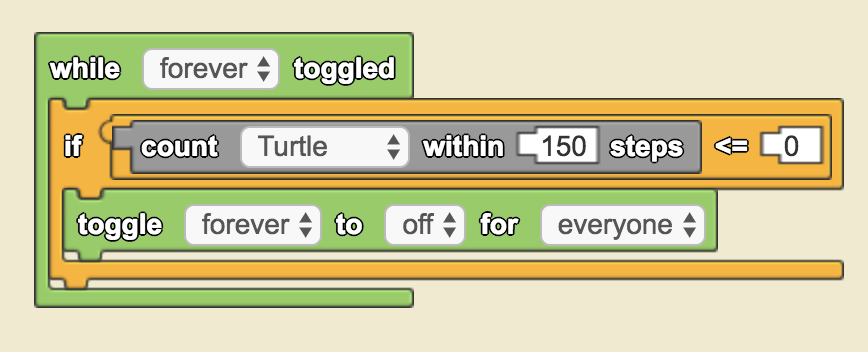 while forever toggled
if count Turtle within 150 steps <= 0
toggle forever to off for everyone